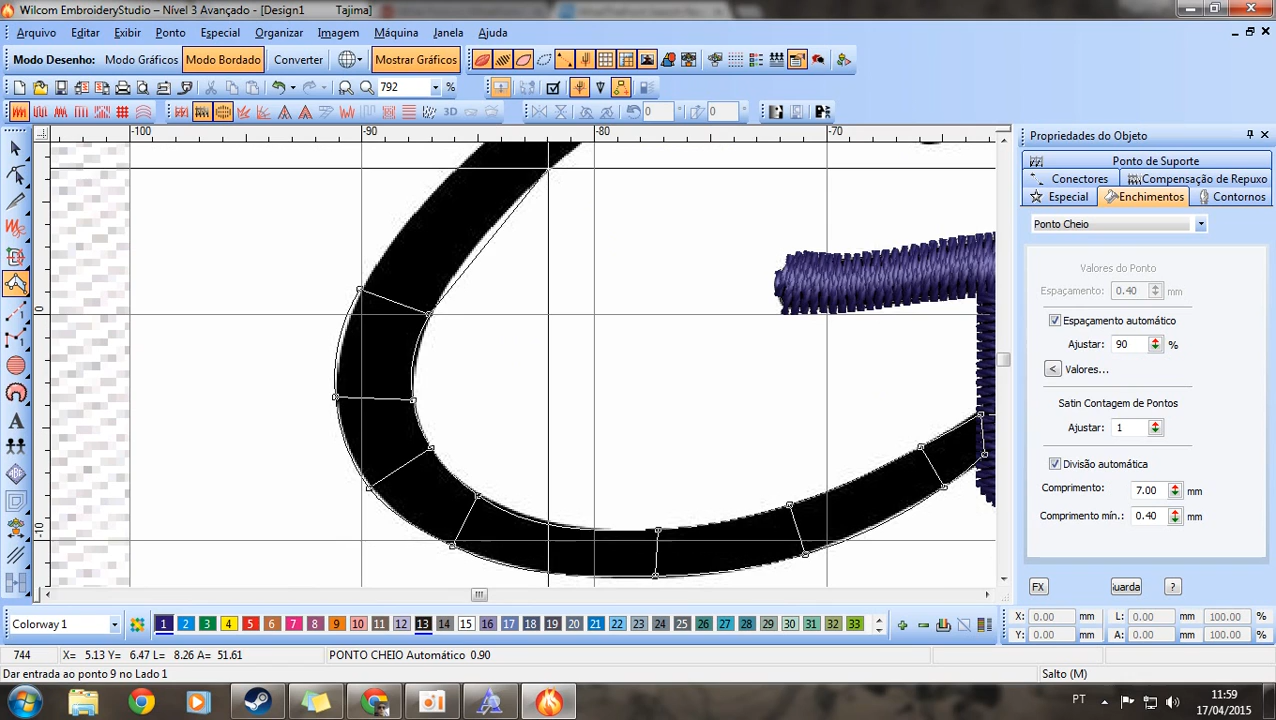 Wilcom EmbroideryStudio – Nível 3 Avançado - [Design1 Tajima]
Arquivo Editar Exibir Ponto Especial Organizar Imagem Máquina Janela Ajuda
Modo Desenho: Modo Gráficos Modo Bordado Converter Mostrar Gráficos
792 %
0 0
3D
-100 -90 -80 -70
0
-10
Propriedades do Objeto
Ponto de Suporte
Conectores Compensação de Repuxo
Especial Enchimentos Contornos
Ponto Cheio
Valores do Ponto
Espaçamento: 0.40 mm
Espaçamento automático
Ajustar: 90 %
< Valores...
Satin Contagem de Pontos
Ajustar: 1
Divisão automática
Comprimento: 7.00 mm
Comprimento mín.: 0.40 mm
FX uarda ?
Colorway 1 1 2 3 4 5 6 7 8 9 10 11 12 13 14 15 16 17 18 19 20 21 22 23 24 25 26 27 28 29 30 31 32 33
X: 0.00 mm L: 0.00 mm 100.00 %
Y: 0.00 mm A: 0.00 mm 100.00 %
744 X= 5.13 Y= 6.47 L= 8.26 A= 51.61 PONTO CHEIO Automático 0.90
Dar entrada ao ponto 9 no Lado 1 Salto (M)
PT 11:59
17/04/2015